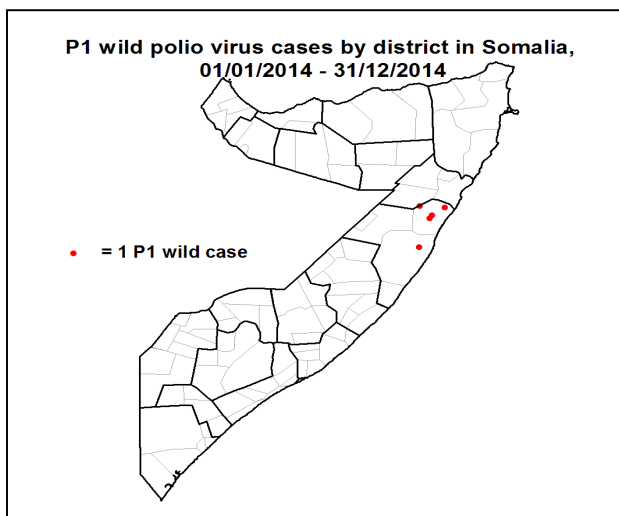 P1 wild polio virus cases by district in Somalia,
01/01/2014 - 31/12/2014
= 1 P1 wild case